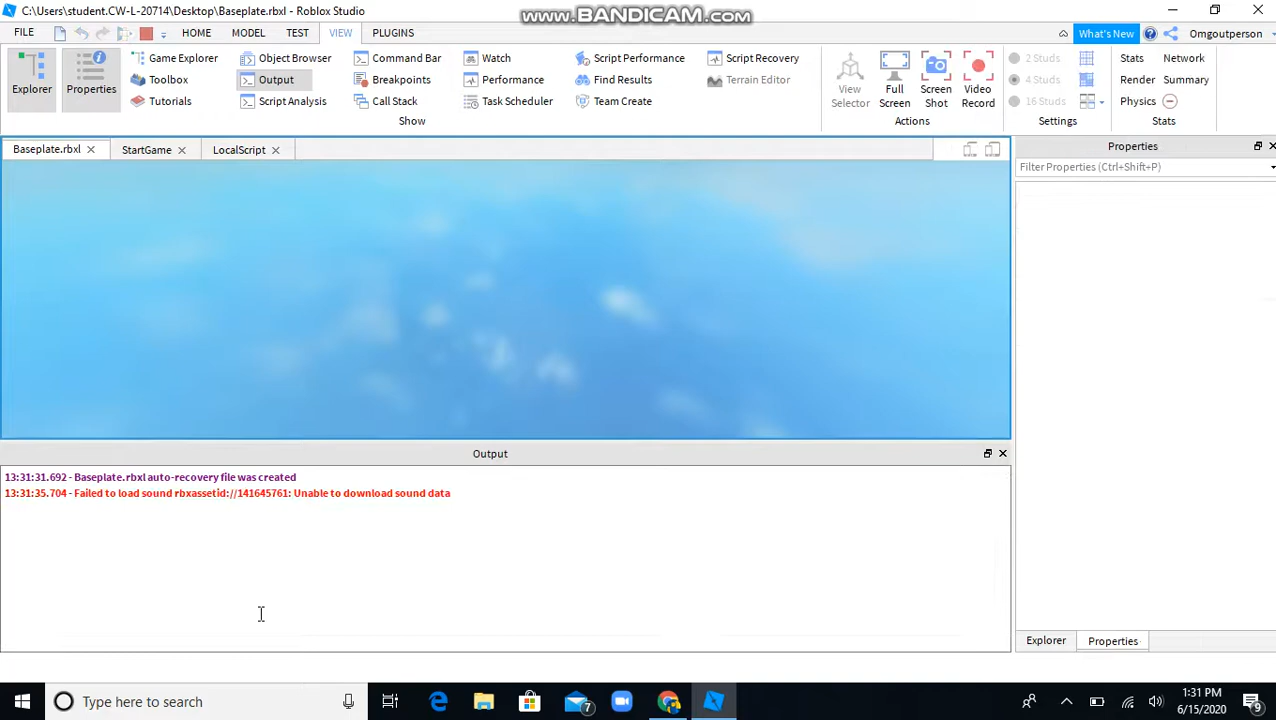 C:\Users\student.CW-L-20714\Desktop\Baseplate.rbxl - Roblox Studio
www.BANDICAM.com
FILE HOME MODEL TEST VIEW PLUGINS What's New Omgoutperson
Explorer
Properties
Game Explorer Object Browser Command Bar Watch Script Performance Script Recovery
Toolbox Output Breakpoints Performance Find Results Terrain Editor
Tutorials Script Analysis Call Stack Task Scheduler Team Create
Show
View Selector
Full Screen
Screen Shot
Video Record
Actions
2 Studs
4 Studs
16 Studs
Settings
Stats Network
Render Summary
Physics
Stats
Baseplate.rbxl StartGame LocalScript
Properties
Filter Properties (Ctrl+Shift+P)
Output
13:31:31.692 - Baseplate.rbxl auto-recovery file was created
13:31:35.704 - Failed to load sound rbxassetid://141645761: Unable to download sound data
Explorer Properties
Type here to search
7
1:31 PM
6/15/2020
9